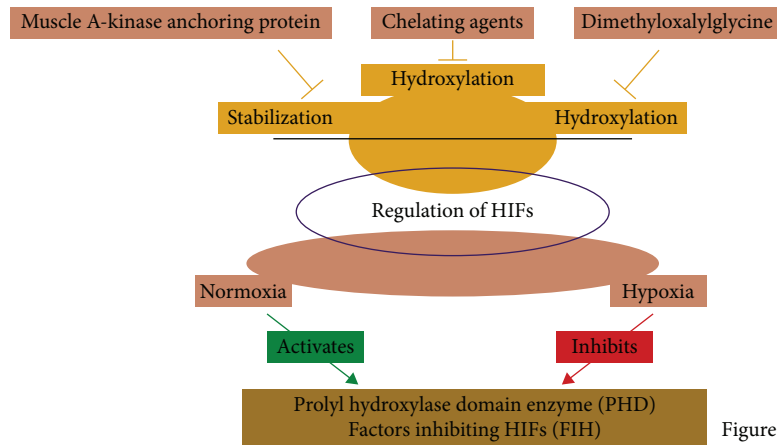 Muscle A-kinase anchoring protein
Chelating agents
Dimethyloxalylglycine
Hydroxylation
Stabilization
Hydroxylation
Regulation of HIFs
Normoxia
Hypoxia
Activates
Inhibits
Prolyl hydroxylase domain enzyme (PHD)
Factors inhibiting HIFs (FIH)
Figure